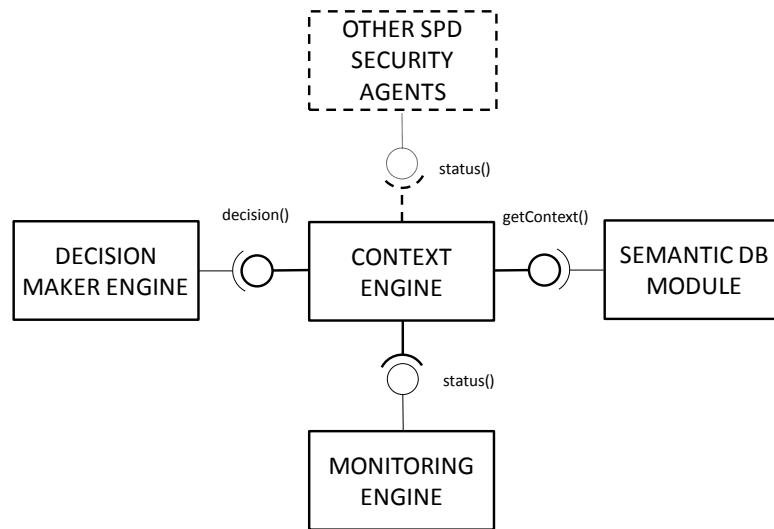 OTHER SPD
SECURITY
AGENTS
status()
decision()
getContext()
DECISION
MAKER ENGINE
CONTEXT
ENGINE
SEMANTIC DB
MODULE
status()
MONITORING
ENGINE